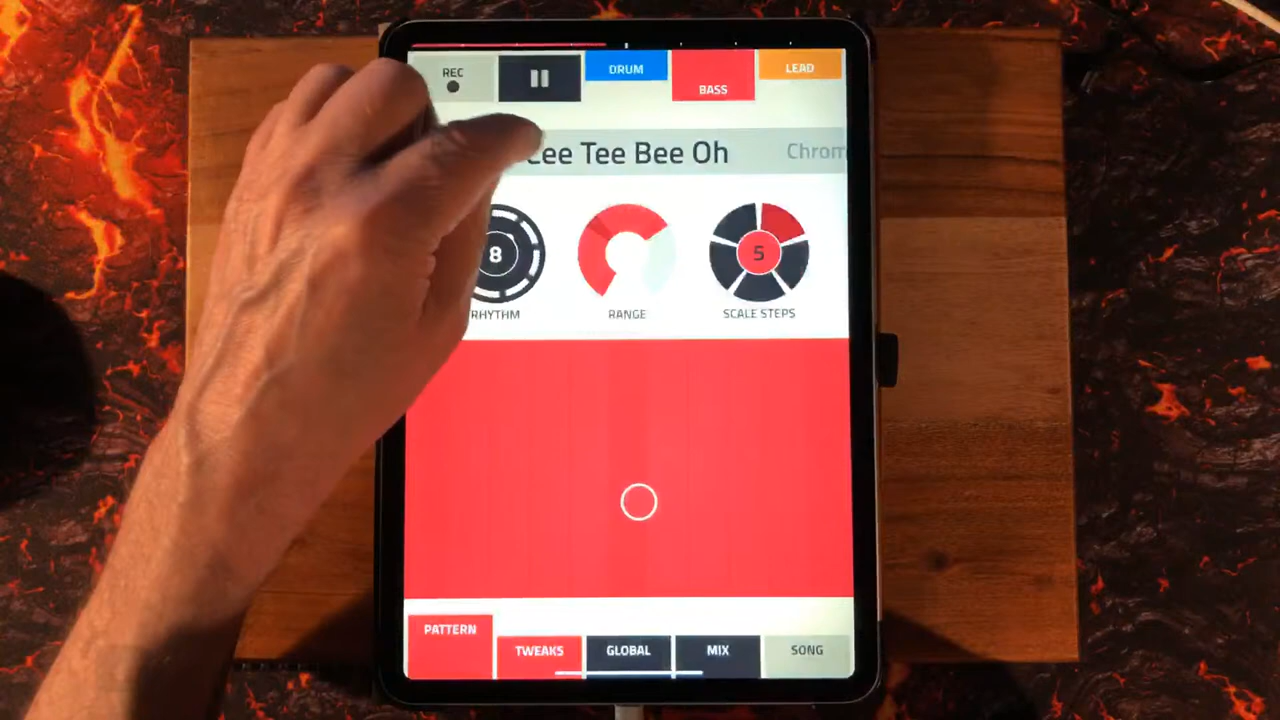 REC
DRUM
BASS
LEAD
Cee Tee Bee Oh
Chrom
8
5
RHYTHM
RANGE
SCALE STEPS
PATTERN
TWEAKS
GLOBAL
MIX
SONG